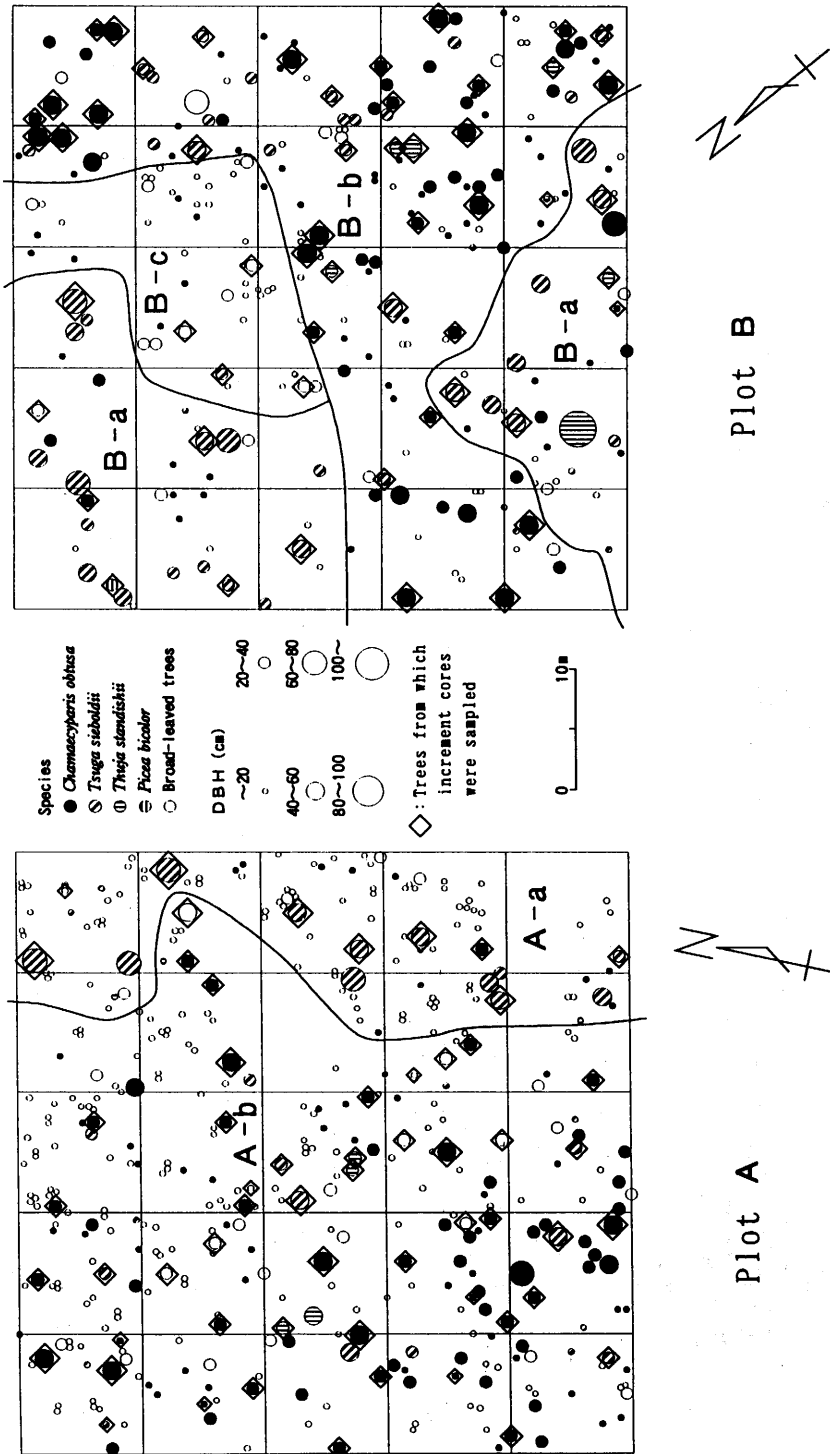 B-a
B-c
B-b
B-a
N
Plot B
Species
Chamaecyparis obtusa
Tsuga sieboldii
Thuja standishii
Picea bicolor
Broad-leaved trees
DBH (cm)
~20
20~40
40~60
60~80
80~100
100~
: Trees from which
increment cores
were sampled
0
10m
A-b
A-a
N
Plot A